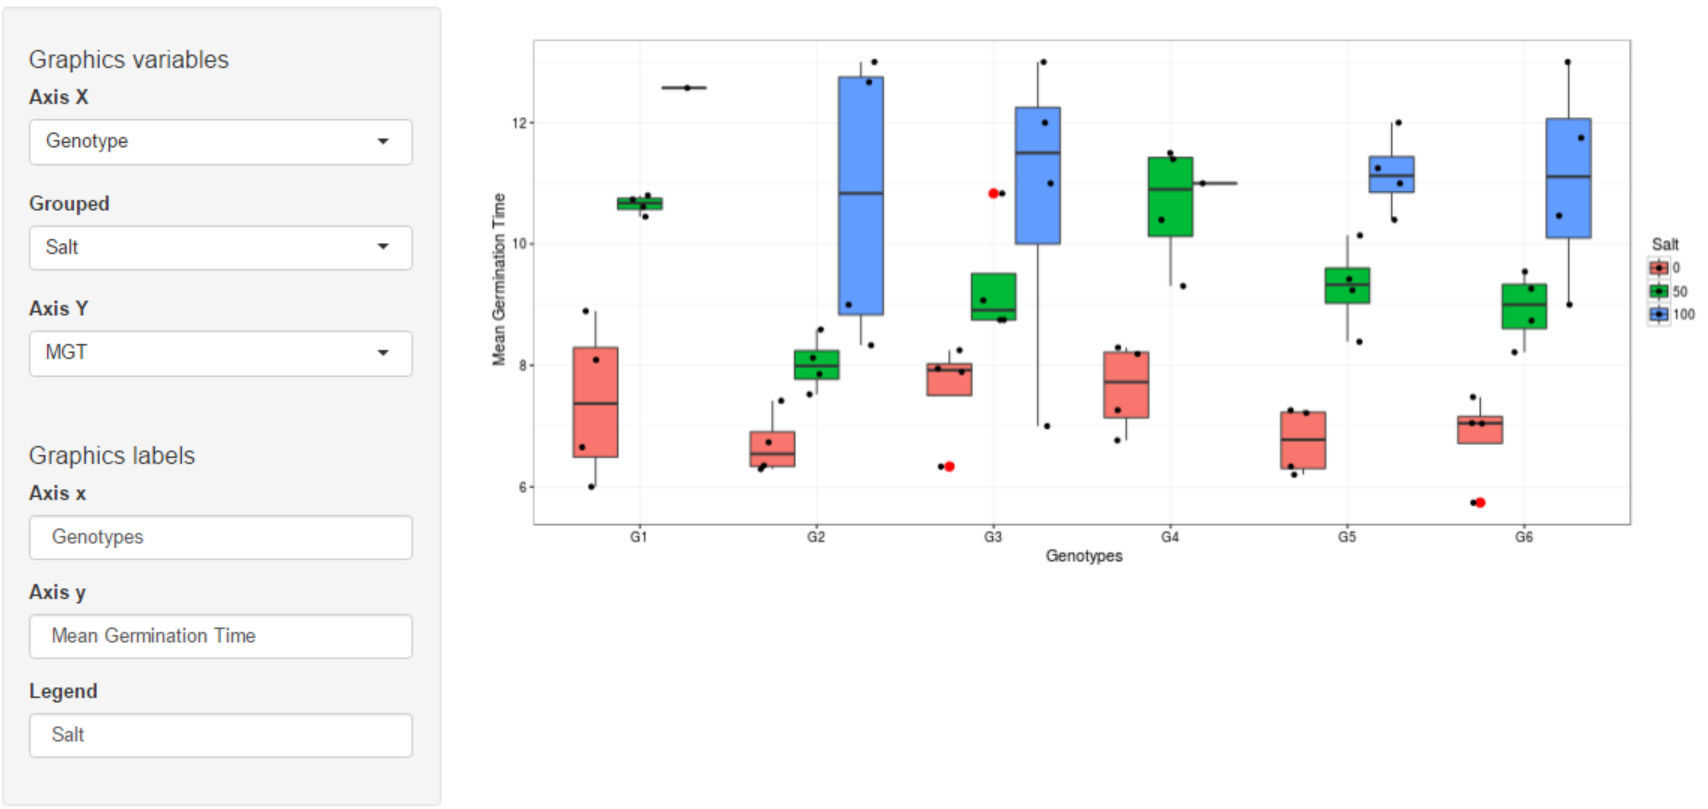 Graphics variables
Axis X
Genotype
Grouped
Salt
Axis Y
MGT
Graphics labels
Axis x
Genotypes
Axis y
Mean Germination Time
Legend
Salt
Mean Germination Time
12
10
8
6
G1 G2 G3 G4 G5 G6
Genotypes
Salt
0
50
100